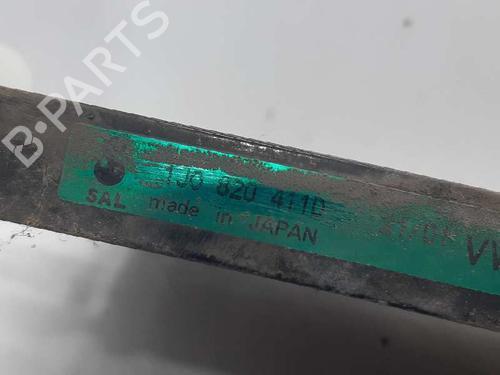 B-PARTS
1J0 820 411D
SAL made in JAPAN
VW